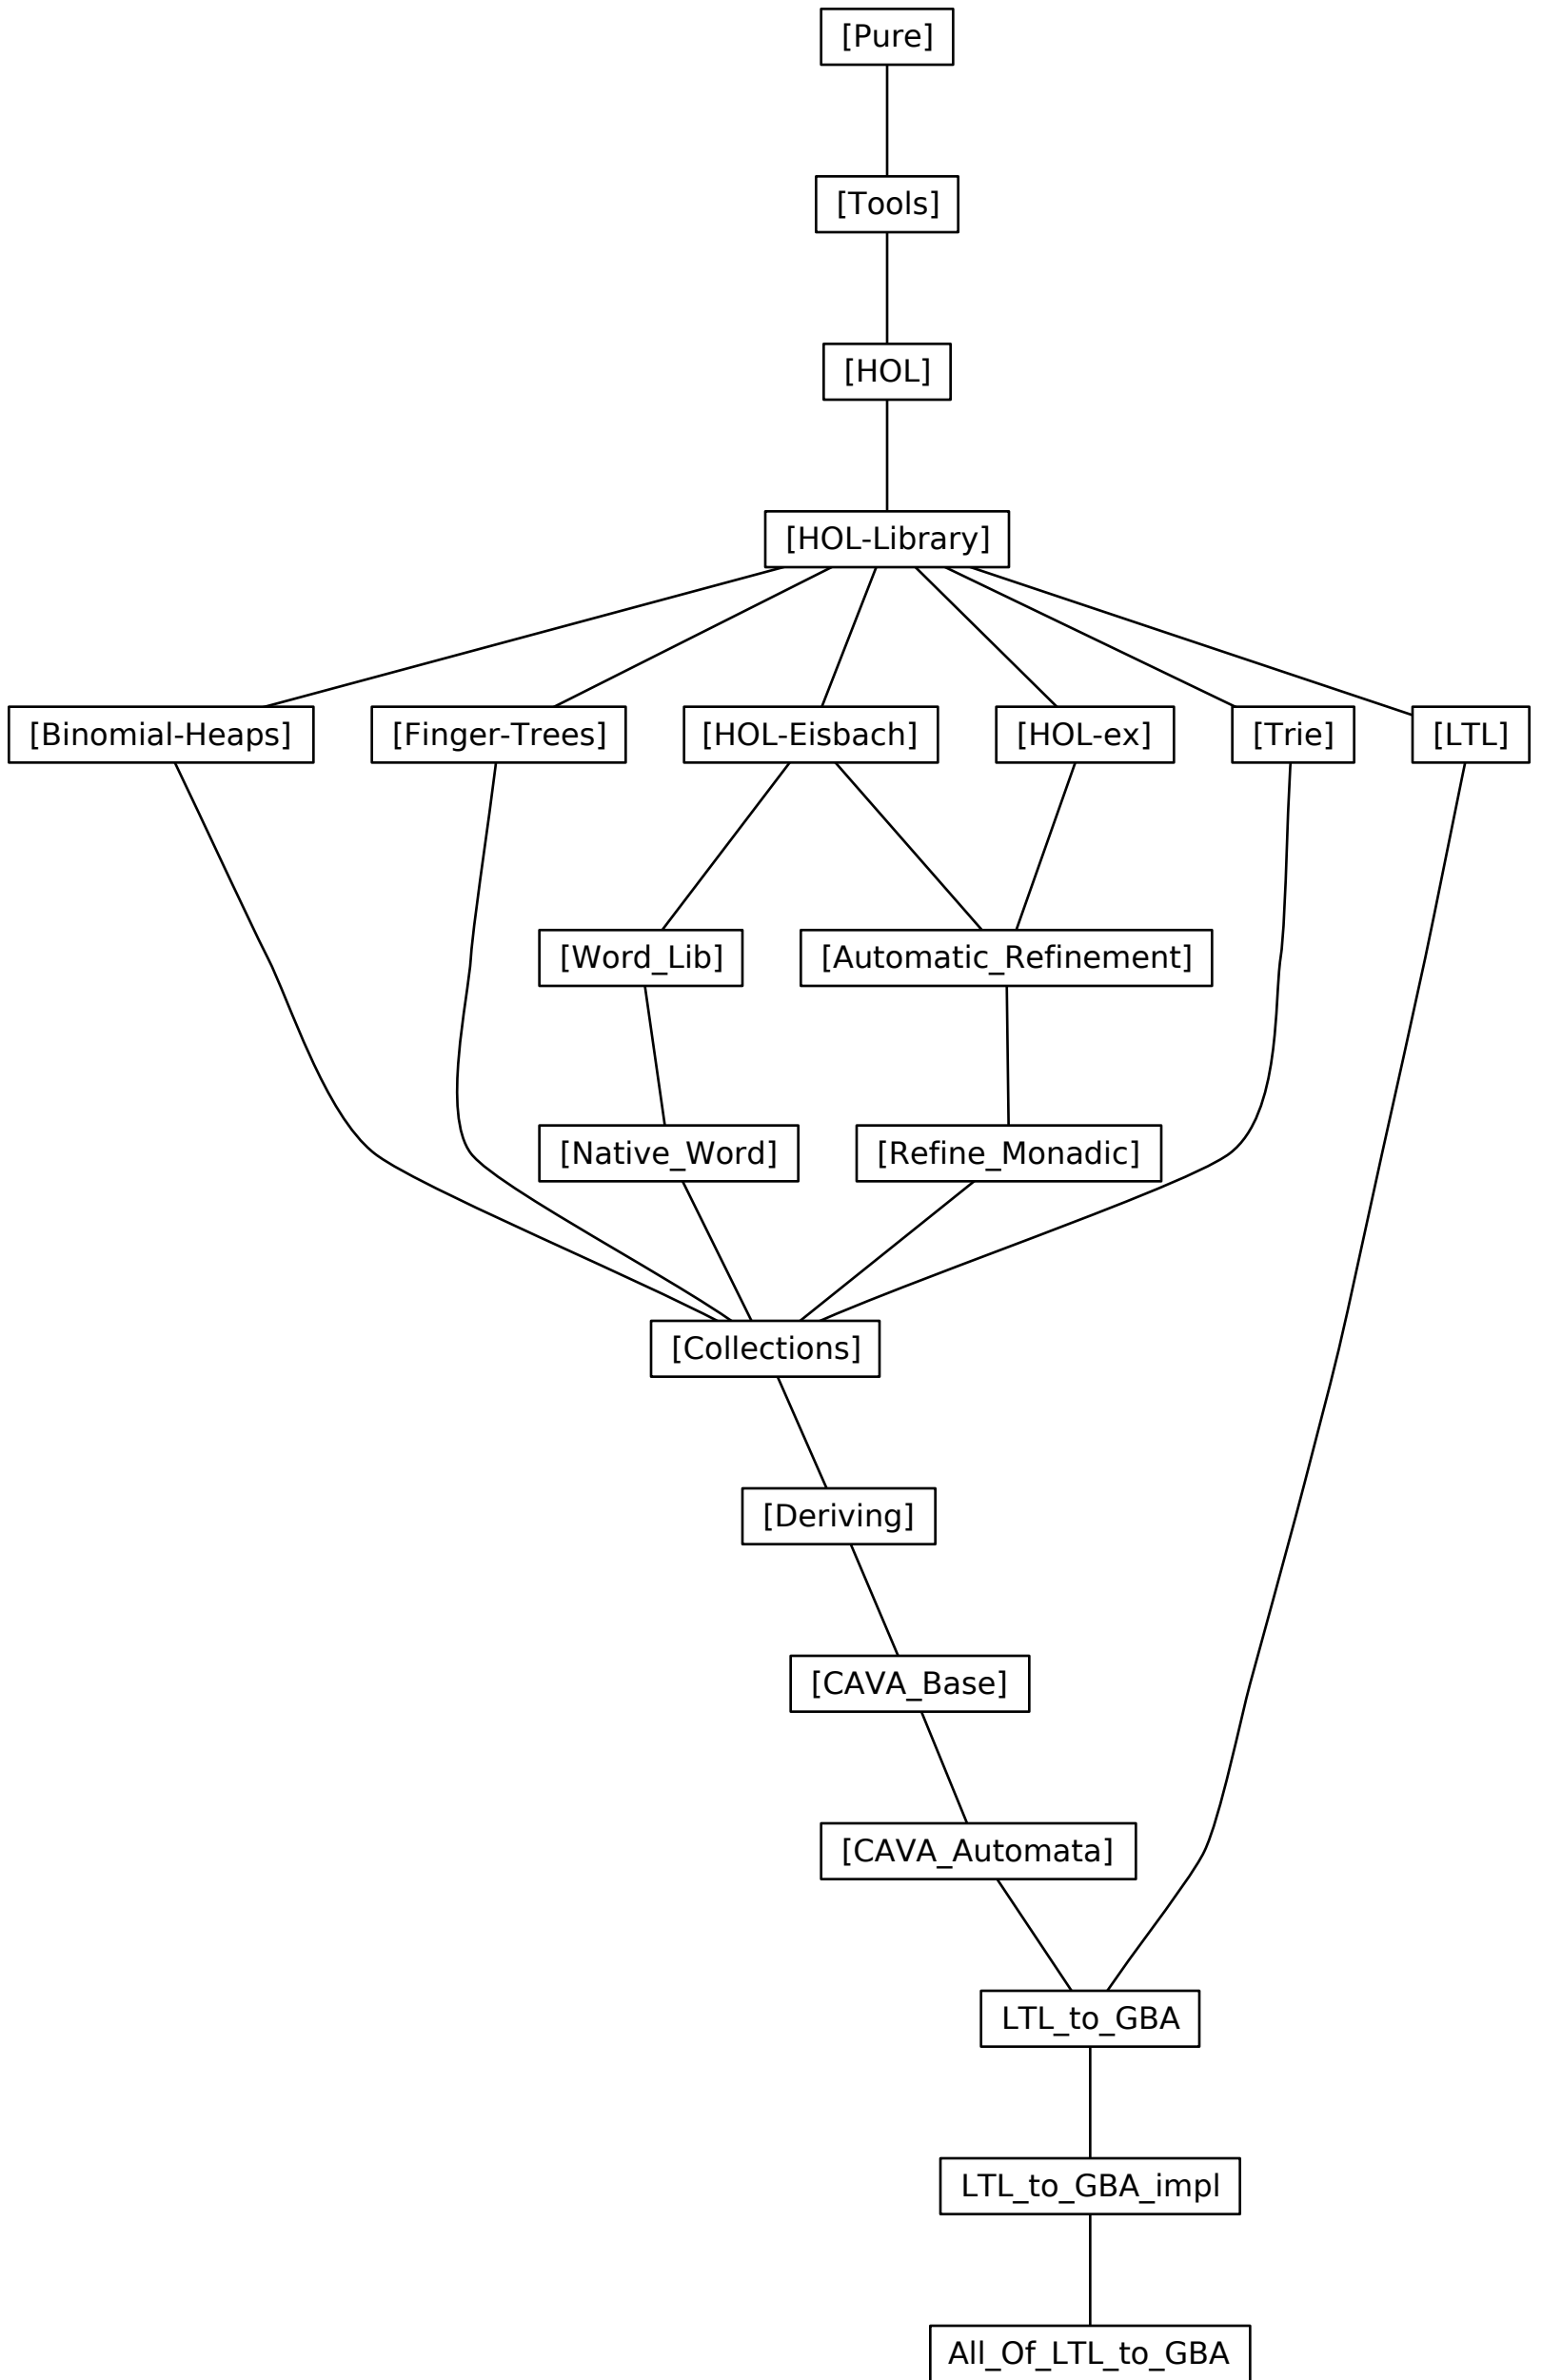 [Pure]
[Tools]
[HOL]
[HOL-Library]
[Binomial-Heaps]
[Finger-Trees]
[HOL-Eisbach]
[HOL-ex]
[Trie]
[LTL]
[Word_Lib]
[Automatic_Refinement]
[Native_Word]
[Refine_Monadic]
[Collections]
[Deriving]
[CAVA_Base]
[CAVA_Automata]
LTL_to_GBA
LTL_to_GBA_impl
All_Of_LTL_to_GBA